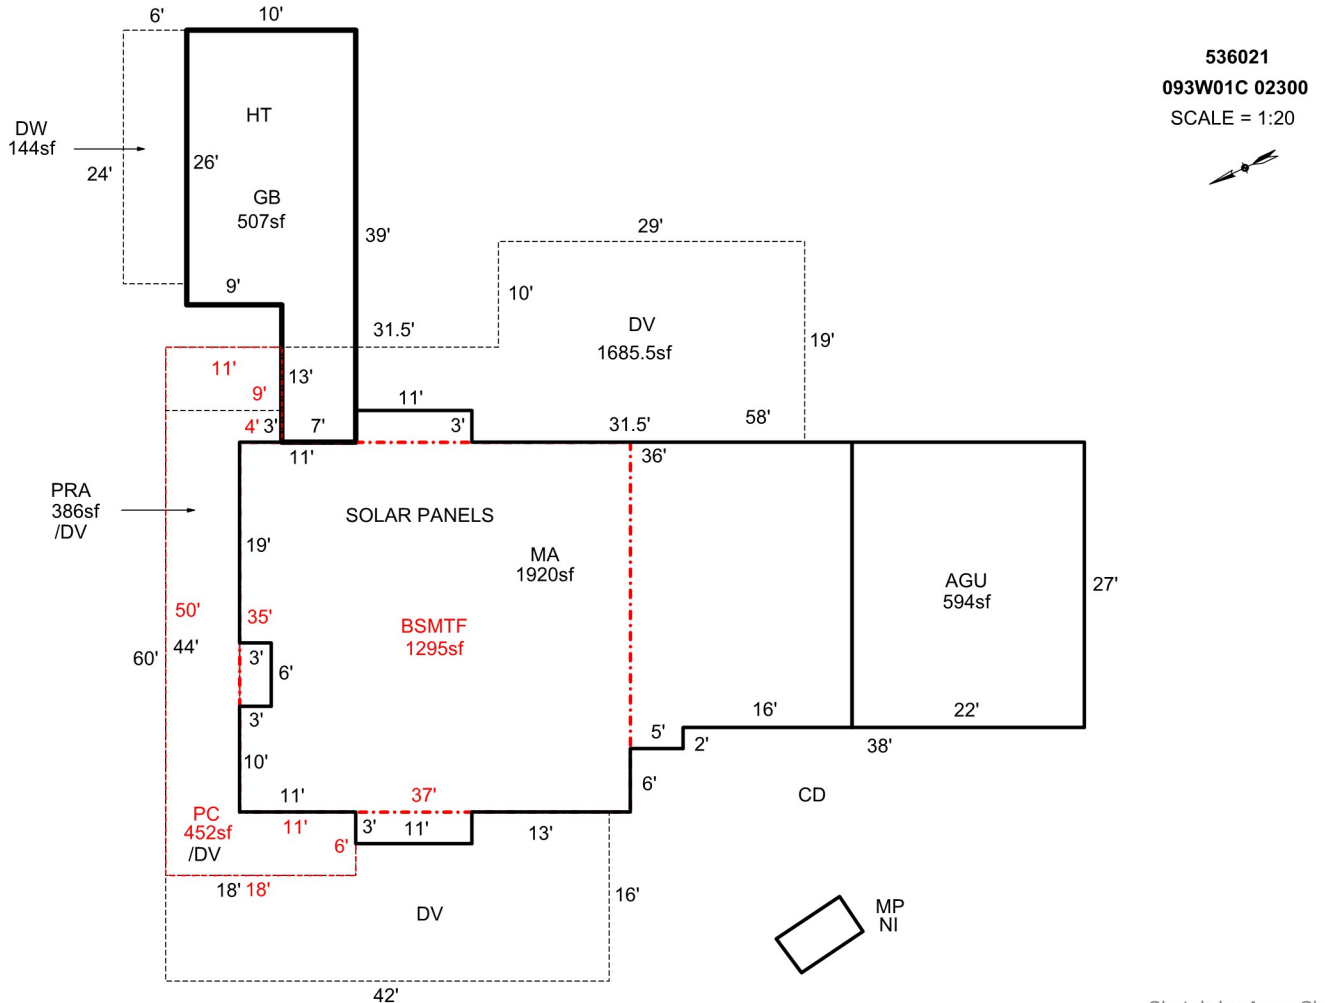 6'
10'
536021
093W01C 02300
SCALE = 1:20
HT
DW
144sf
24'
26'
GB
507sf
39'
29'
9'
10'
31.5'
DV
1685.5sf
19'
11'
9'
13'
11'
58'
4'
3'
7'
3'
31.5'
11'
36'
PRA
386sf
/DV
SOLAR PANELS
19'
MA
1920sf
AGU
594sf
27'
50'
35'
BSMTF
1295sf
44'
60'
3'
6'
3'
16'
22'
5'
2'
38'
10'
6'
11'
37'
CD
PC
452sf
/DV
11'
3'
11'
13'
6'
18'
18'
16'
DV
MP
NI
42'